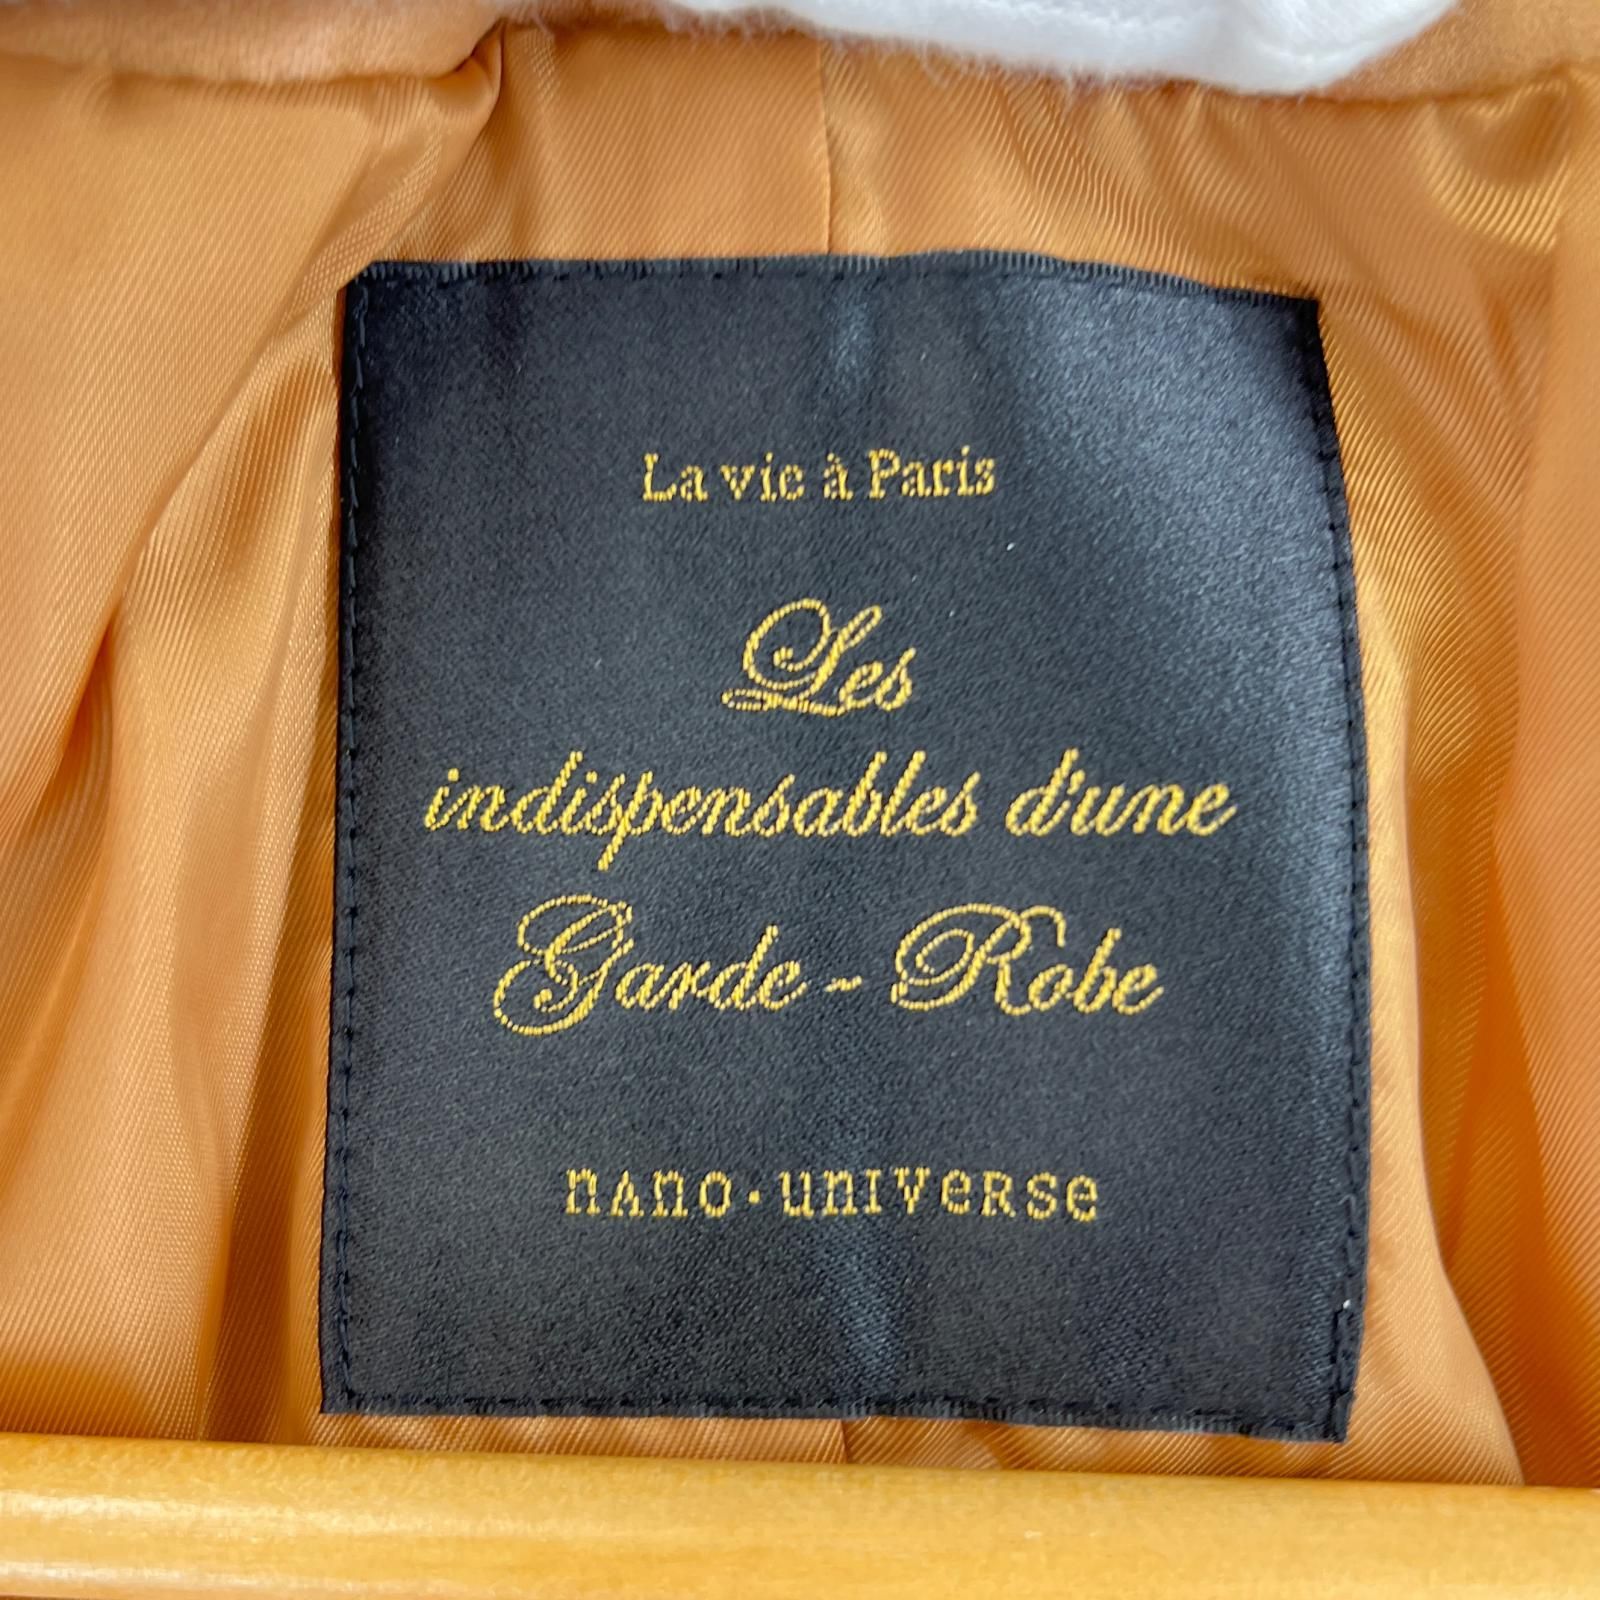 La vie à Paris
Les
indispensables d'une
Garde - Robe
nAno・unIVeRse